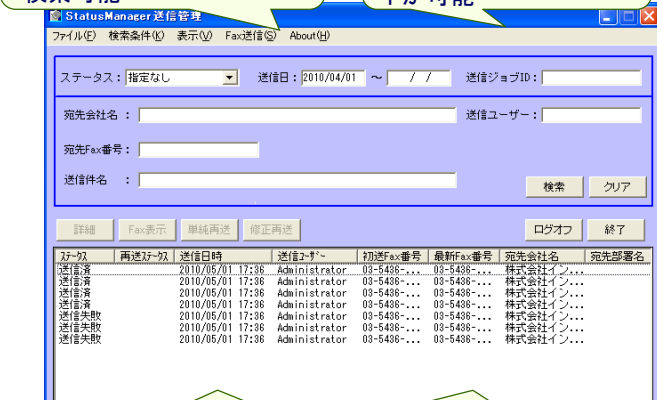 検索可能
中が可能
StatusManager送信管理
ファイル(F) 検索条件(K) 表示(V) Fax送信(S) About(H)
ステータス： 指定なし 送信日： 2010/04/01 ～ / / 送信ジョブID：
宛先会社名 ： 送信ユーザー：
宛先Fax番号：
送信件名 ：
検索 クリア
詳細 Fax表示 単純再送 修正再送 ログオフ 終了
ステータス 再送ステータス 送信日時 送信ユーザー 初送Fax番号 最新Fax番号 宛先会社名 宛先部署名
送信済 2010/05/01 17:36 Administrator 03-5436-... 03-5436-... 株式会社イン...
送信済 2010/05/01 17:36 Administrator 03-5436-... 03-5436-... 株式会社イン...
送信済 2010/05/01 17:36 Administrator 03-5436-... 03-5436-... 株式会社イン...
送信済 2010/05/01 17:36 Administrator 03-5436-... 03-5436-... 株式会社イン...
送信失敗 2010/05/01 17:36 Administrator 03-5436-... 03-5436-... 株式会社イン...
送信失敗 2010/05/01 17:36 Administrator 03-5436-... 03-5436-... 株式会社イン...
送信失敗 2010/05/01 17:36 Administrator 03-5436-... 03-5436-... 株式会社イン...